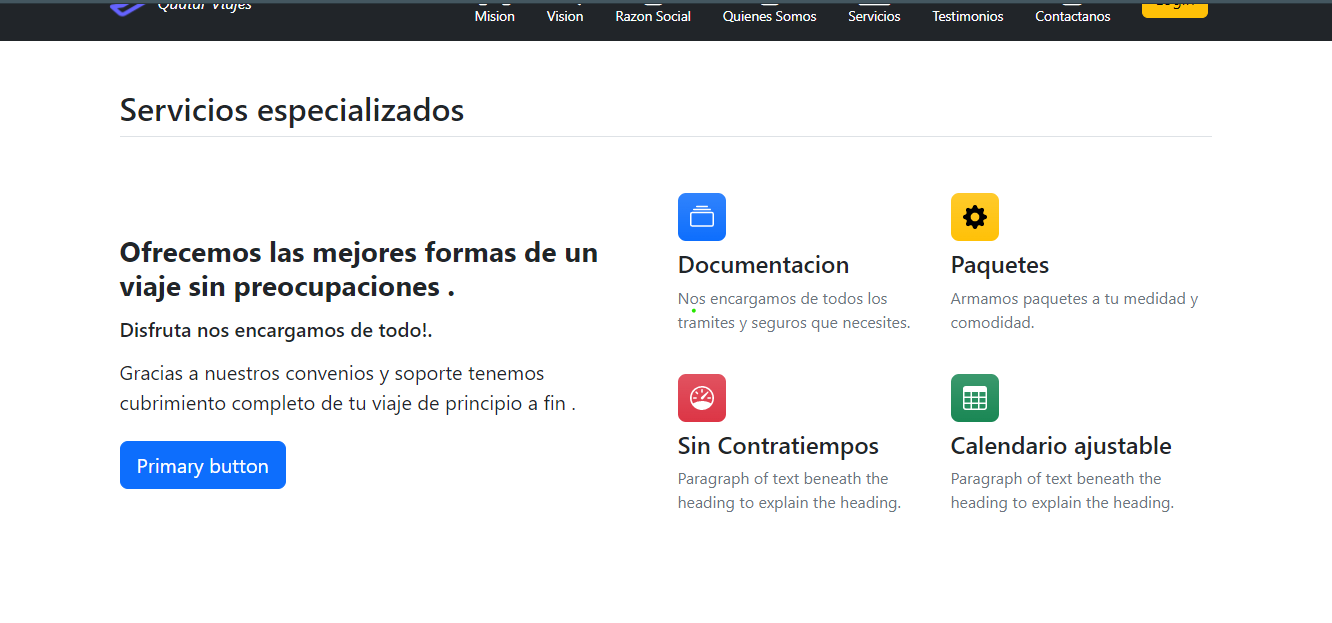 Viajes
Mision Vision Razon Social Quienes Somos Servicios Testimonios Contactanos Login
Servicios especializados
Ofrecemos las mejores formas de un
viaje sin preocupaciones .
Disfruta nos encargamos de todo!.
Gracias a nuestros convenios y soporte tenemos
cubrimiento completo de tu viaje de principio a fin .
Primary button
Documentacion
Nos encargamos de todos los
tramites y seguros que necesites.
Paquetes
Armamos paquetes a tu medidad y
comodidad.
Sin Contratiempos
Paragraph of text beneath the
heading to explain the heading.
Calendario ajustable
Paragraph of text beneath the
heading to explain the heading.